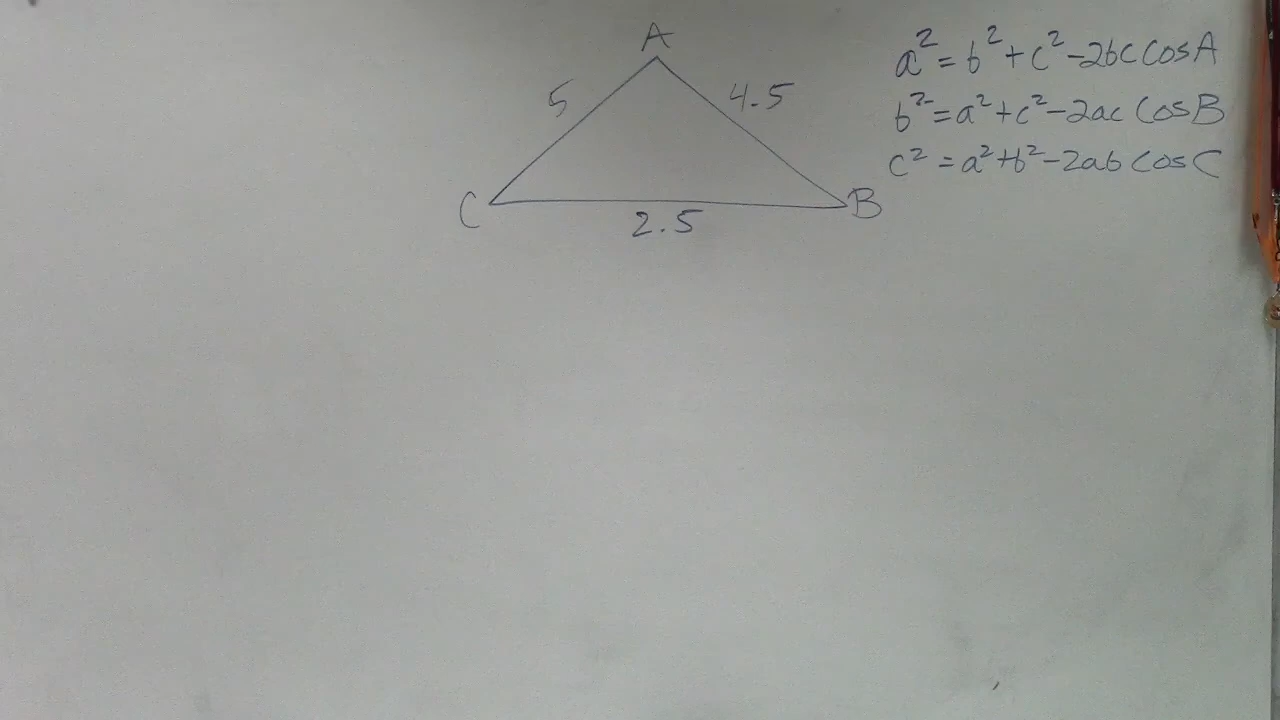 A
5
4.5
C
B
2.5
a² = b² + c² - 2bc cos A
b² = a² + c² - 2ac Cos B
c² = a² + b² - 2ab Cos C